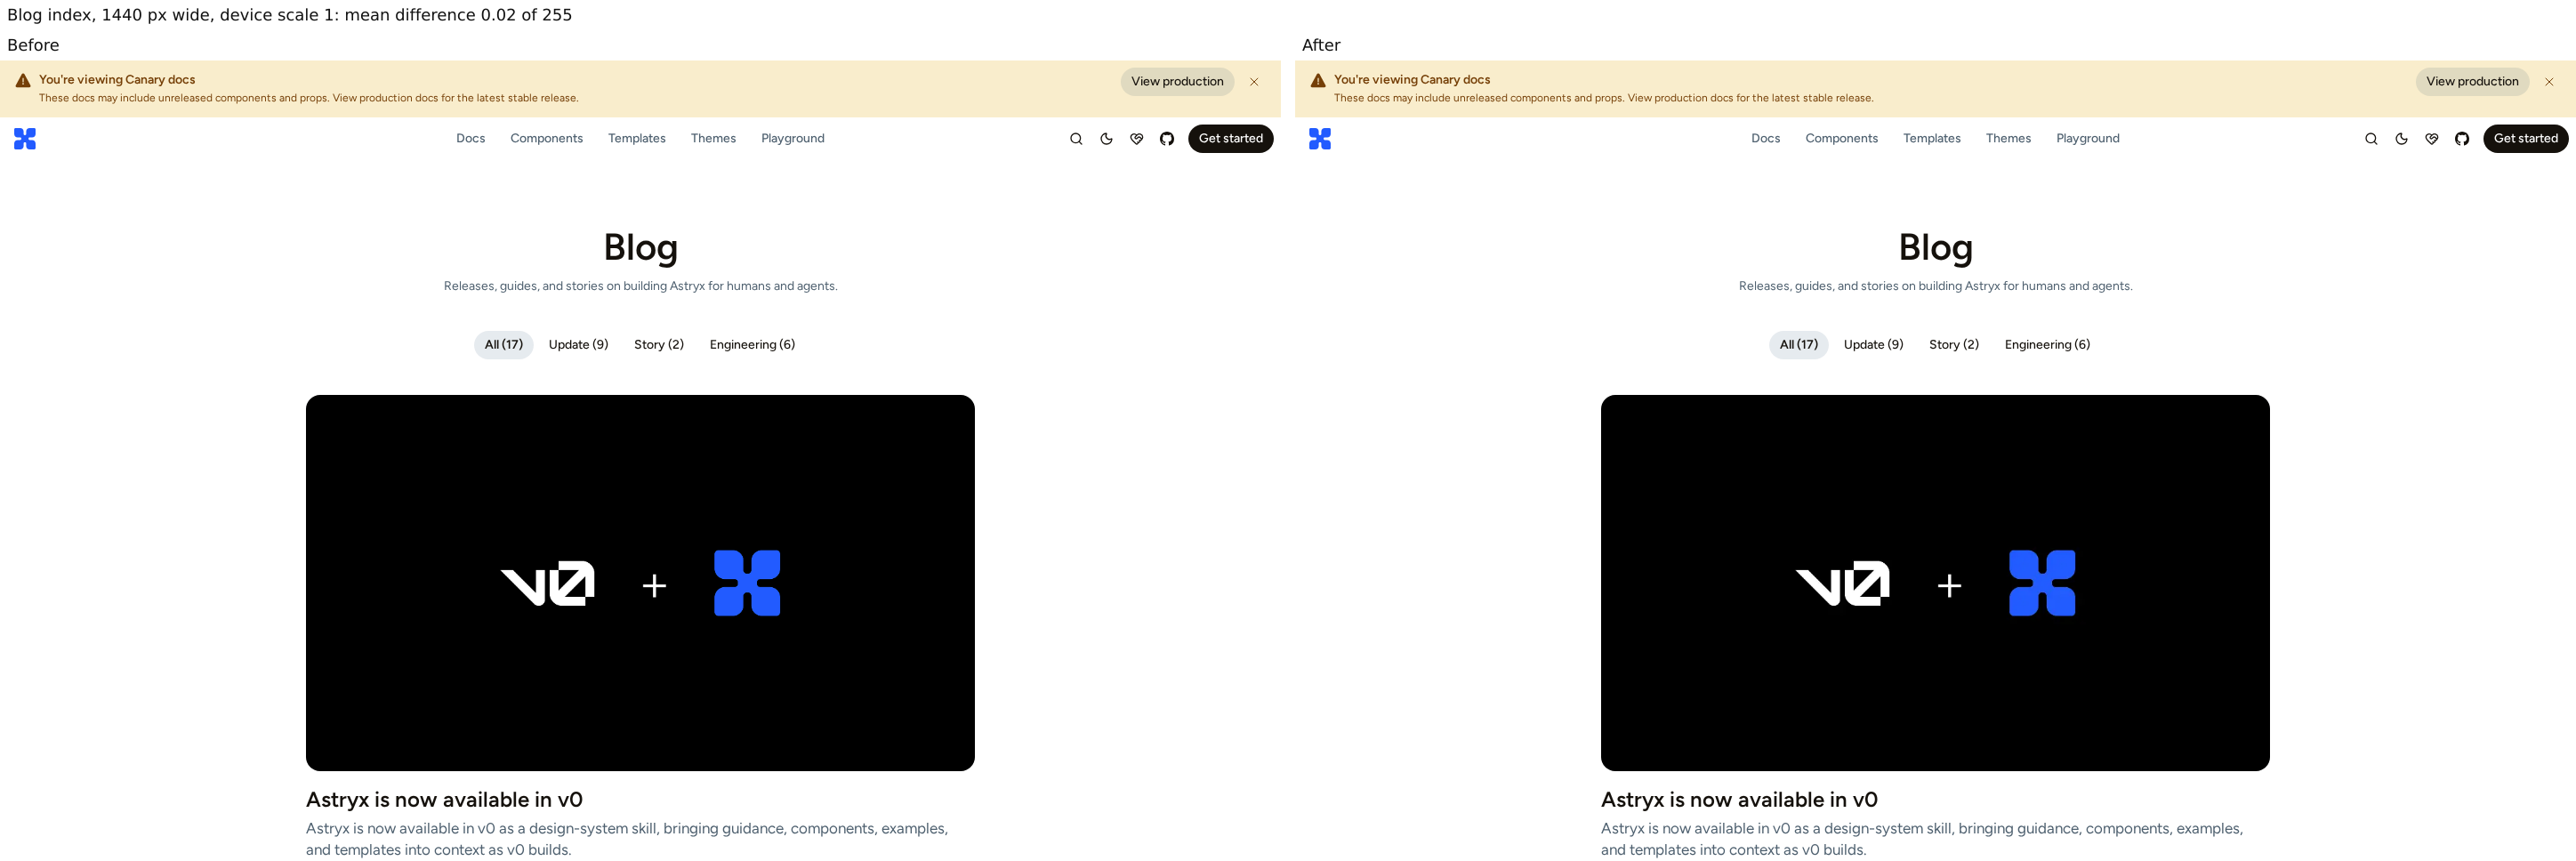 Blog index, 1440 px wide, device scale 1: mean difference 0.02 of 255
Before
You're viewing Canary docs
These docs may include unreleased components and props. View production docs for the latest stable release.
View production
Docs Components Templates Themes Playground
Get started
Blog
Releases, guides, and stories on building Astryx for humans and agents.
All (17) Update (9) Story (2) Engineering (6)
v0 +
Astryx is now available in v0
Astryx is now available in v0 as a design-system skill, bringing guidance, components, examples,
and templates into context as v0 builds.
After
You're viewing Canary docs
These docs may include unreleased components and props. View production docs for the latest stable release.
View production
Docs Components Templates Themes Playground
Get started
Blog
Releases, guides, and stories on building Astryx for humans and agents.
All (17) Update (9) Story (2) Engineering (6)
v0 +
Astryx is now available in v0
Astryx is now available in v0 as a design-system skill, bringing guidance, components, examples,
and templates into context as v0 builds.